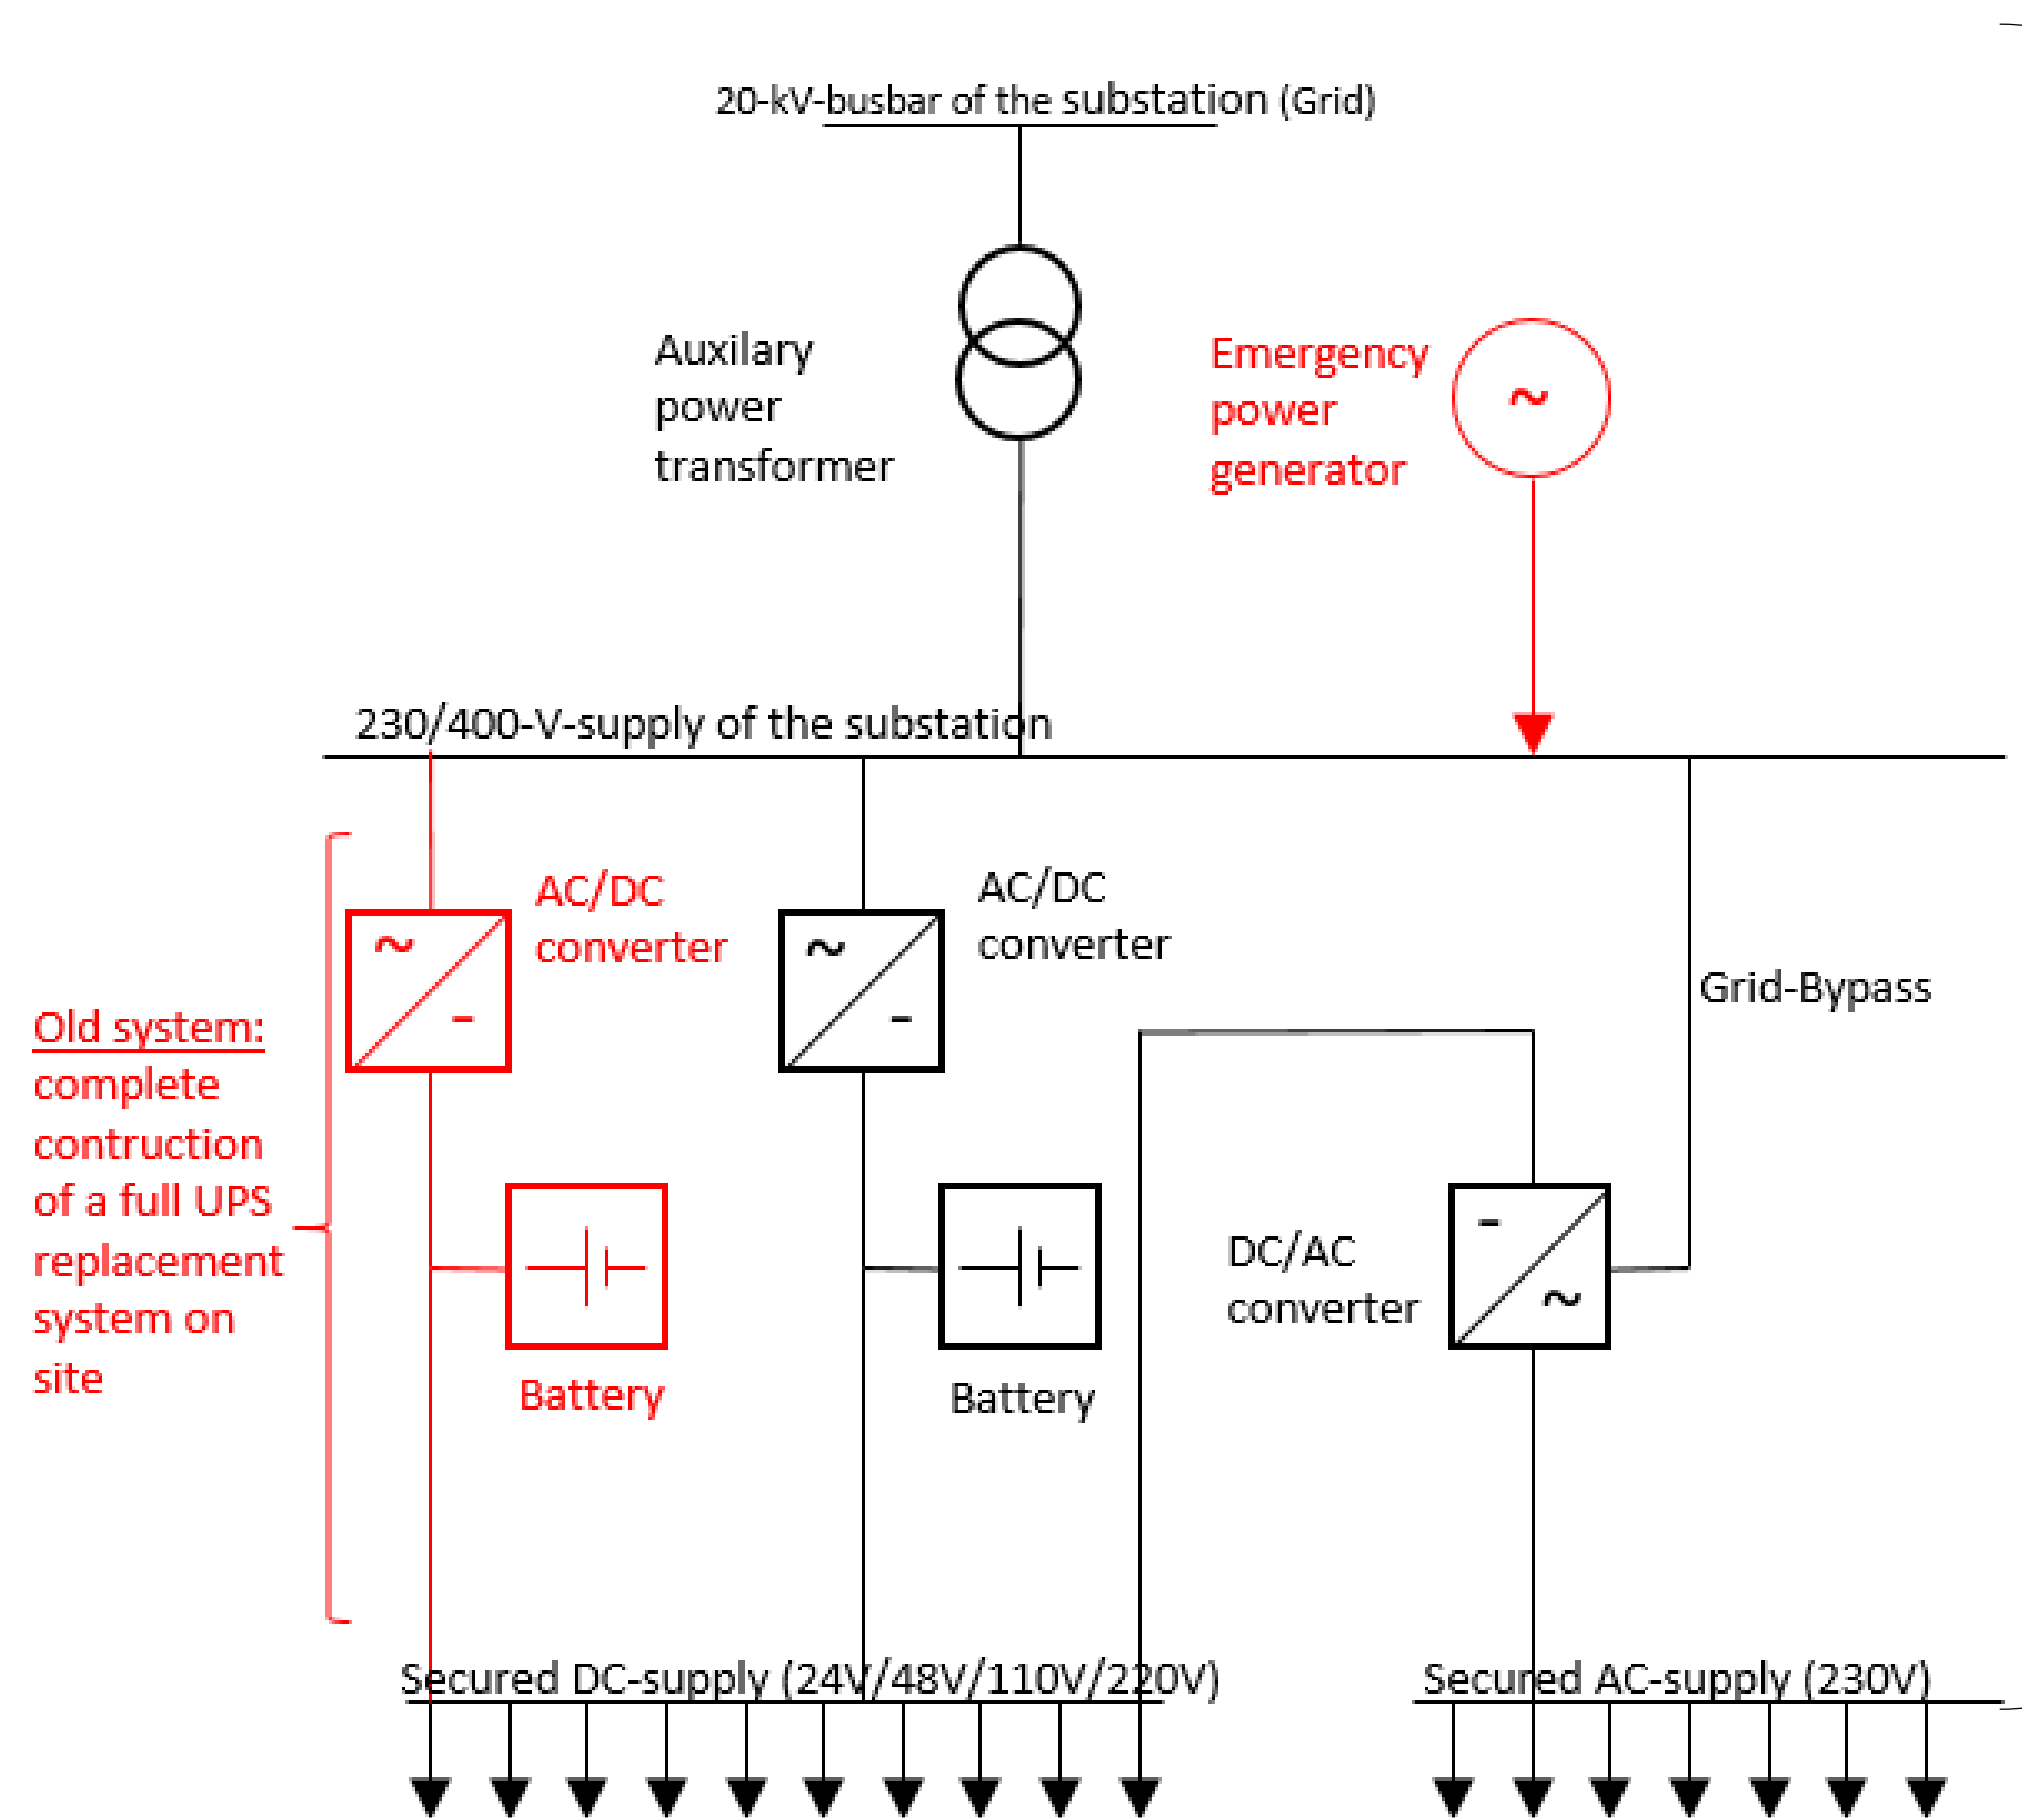 20-kV-busbar of the substation (Grid)
Auxilary
power
transformer
Emergency
power
generator
~
230/400-V-supply of the substation
AC/DC
converter
~
-
AC/DC
converter
~
-
Grid-Bypass
Old system:
complete
contruction
of a full UPS
replacement
system on
site
Battery
Battery
DC/AC
converter
-
~
Secured DC-supply (24V/48V/110V/220V)
Secured AC-supply (230V)